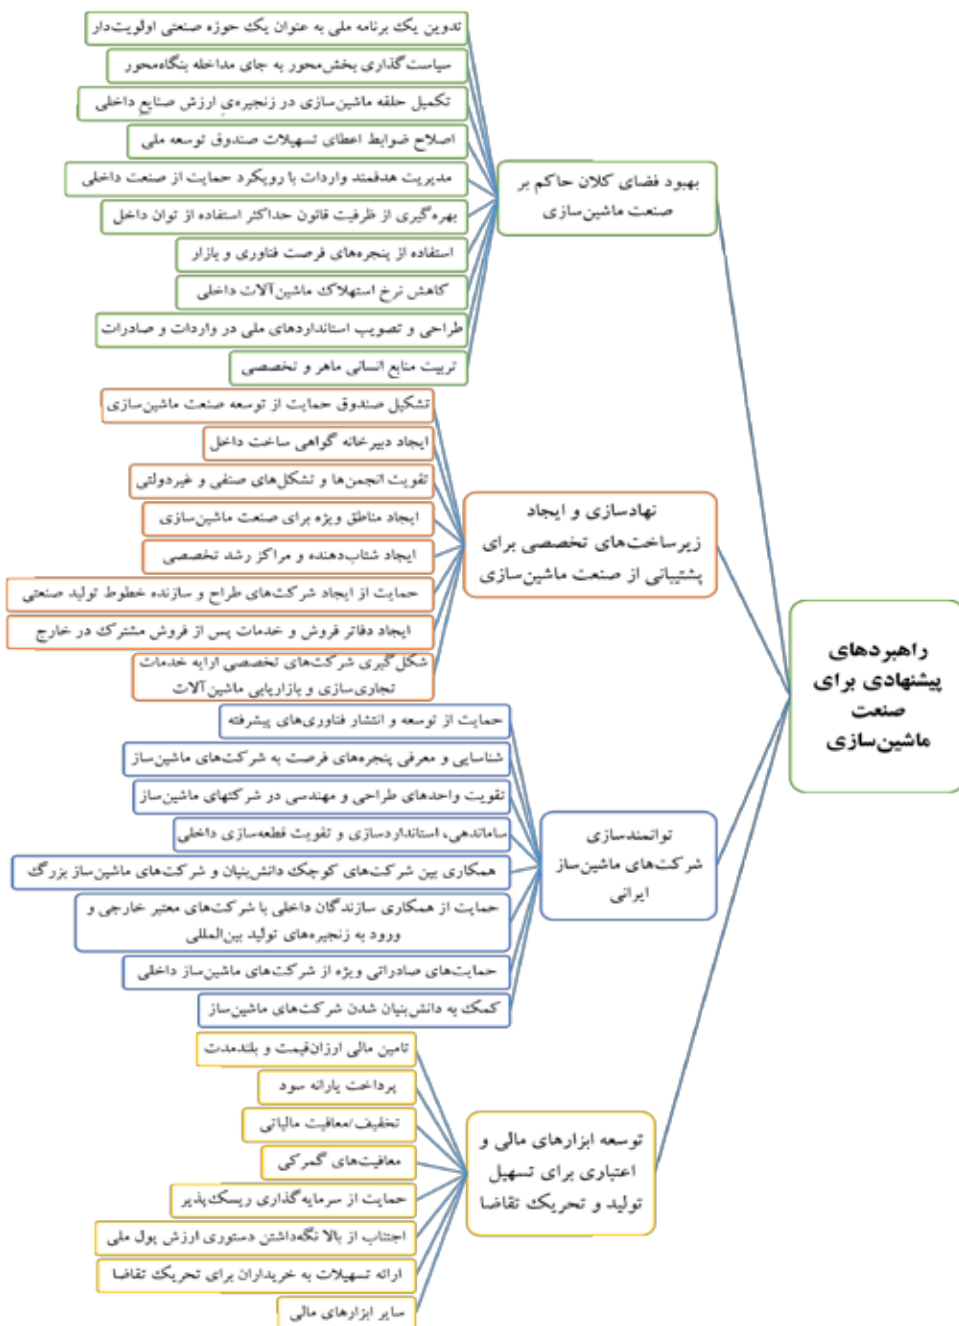 راهبردهای
پیشنهادی برای
صنعت
ماشین‌سازی
بهبود فضای کلان حاکم بر
صنعت ماشین‌سازی
تدوین یک برنامه ملی به عنوان یک حوزه صنعتی اولویت‌دار
سیاست‌گذاری بخش‌محور به جای مداخله بنگاه‌محور
تکمیل حلقه ماشین‌سازی در زنجیره‌ی ارزش صنایع داخلی
اصلاح ضوابط اعطای تسهیلات صندوق توسعه ملی
مدیریت هدفمند واردات با رویکرد حمایت از صنعت داخلی
بهره‌گیری از ظرفیت قانون حداکثر استفاده از توان داخل
استفاده از پنجره‌های فرصت فناوری و بازار
کاهش نرخ استهلاک ماشین‌آلات داخلی
طراحی و تصویب استانداردهای ملی در واردات و صادرات
تربیت منابع انسانی ماهر و تخصصی
نهادسازی و ایجاد
زیرساخت‌های تخصصی برای
پشتیبانی از صنعت ماشین‌سازی
تشکیل صندوق حمایت از توسعه صنعت ماشین‌سازی
ایجاد دبیرخانه گواهی ساخت داخل
تقویت انجمن‌ها و تشکل‌های صنفی و غیردولتی
ایجاد مناطق ویژه برای صنعت ماشین‌سازی
ایجاد شتاب‌دهنده و مراکز رشد تخصصی
حمایت از ایجاد شرکت‌های طراح و سازنده خطوط تولید صنعتی
ایجاد دفاتر فروش و خدمات پس از فروش مشترک در خارج
شکل‌گیری شرکت‌های تخصصی ارایه خدمات
تجاری‌سازی و بازاریابی ماشین‌آلات
توانمندسازی
شرکت‌های ماشین‌ساز
ایرانی
حمایت از توسعه و انتشار فناوری‌های پیشرفته
شناسایی و معرفی پنجره‌های فرصت به شرکت‌های ماشین‌ساز
تقویت واحدهای طراحی و مهندسی در شرکتهای ماشین‌ساز
ساماندهی، استانداردسازی و تقویت قطعه‌سازی داخلی
همکاری بین شرکت‌های کوچک دانش‌بنیان و شرکت‌های ماشین‌ساز بزرگ
حمایت از همکاری سازندگان داخلی با شرکت‌های معتبر خارجی و
ورود به زنجیره‌های تولید بین‌المللی
حمایت‌های صادراتی ویژه از شرکت‌های ماشین‌ساز داخلی
کمک به دانش‌بنیان شدن شرکت‌های ماشین‌ساز
توسعه ابزارهای مالی و
اعتباری برای تسهیل
تولید و تحریک تقاضا
تامین مالی ارزان‌قیمت و بلندمدت
پرداخت یارانه سود
تخفیف/معافیت مالیاتی
معافیت‌های گمرکی
حمایت از سرمایه‌گذاری ریسک‌پذیر
اجتناب از بالا نگه‌داشتن دستوری ارزش پول ملی
ارائه تسهیلات به خریداران برای تحریک تقاضا
سایر ابزارهای مالی